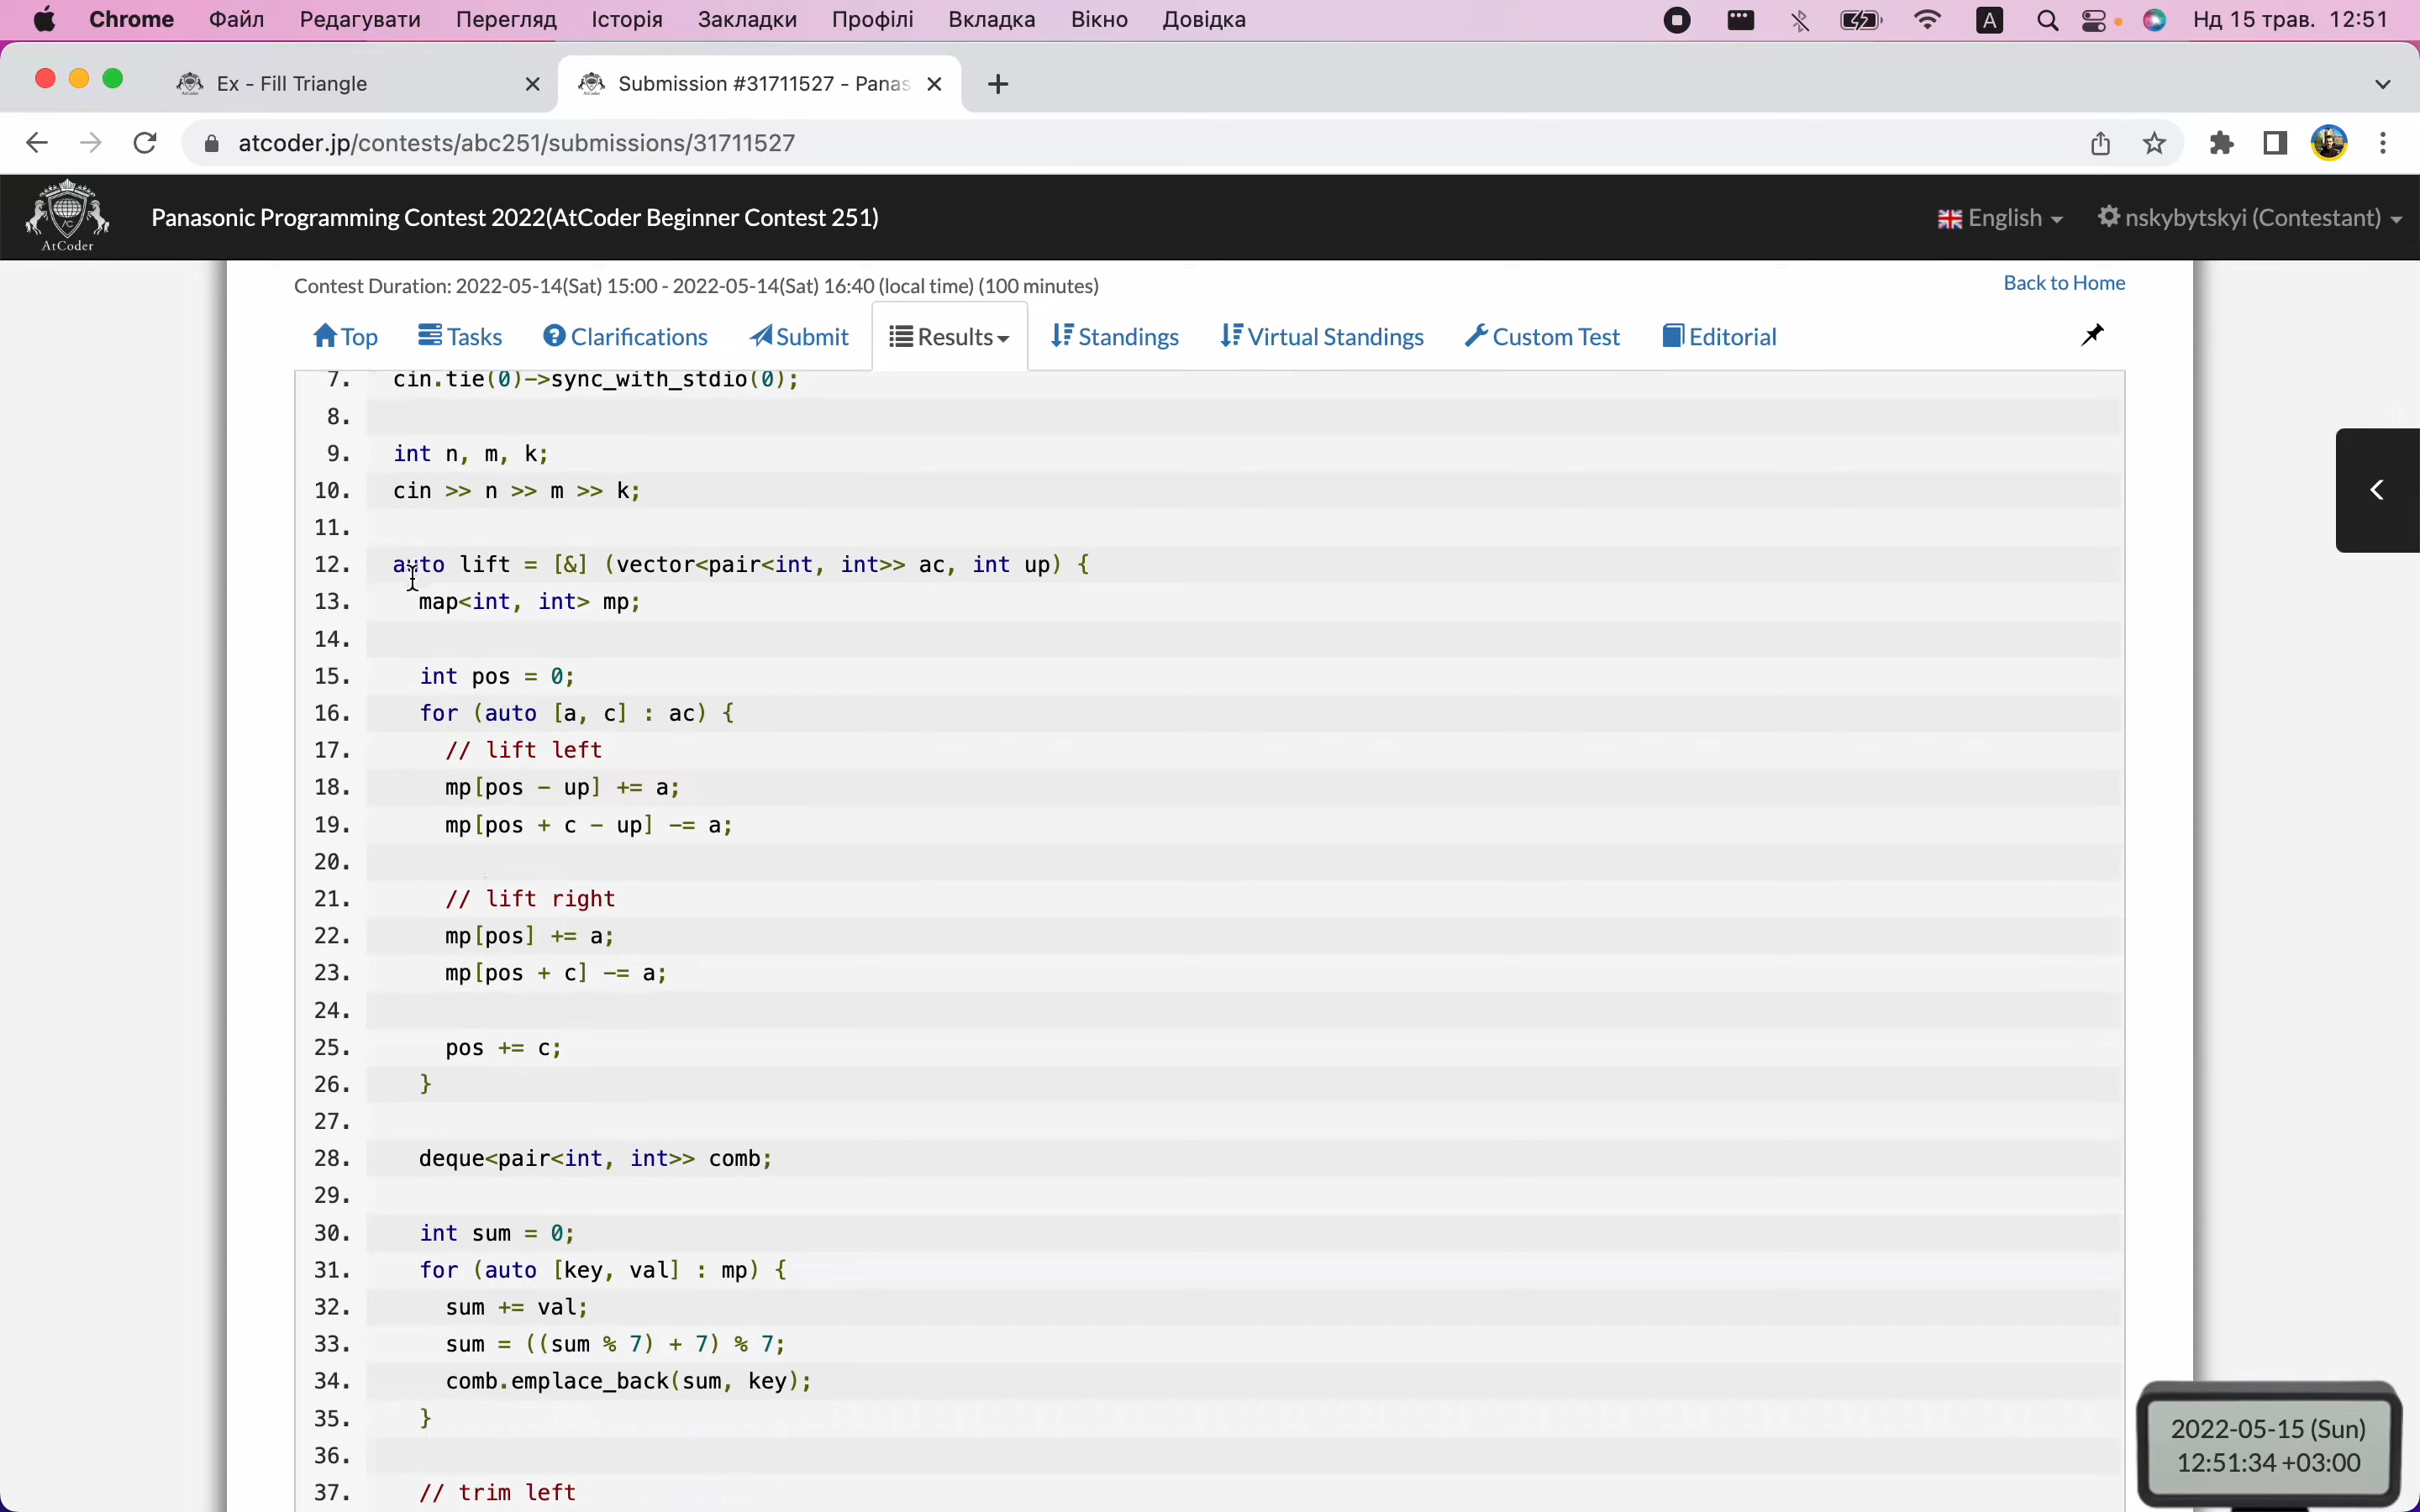 Chrome Файл Редагувати Перегляд Історія Закладки Профілі Вкладка Вікно Довідка A Нд 15 трав. 12:51
Ex - Fill Triangle
Submission #31711527 - Panas
atcoder.jp/contests/abc251/submissions/31711527
AtCoder
Panasonic Programming Contest 2022(AtCoder Beginner Contest 251)
English
nskybytskyi (Contestant)
Contest Duration: 2022-05-14(Sat) 15:00 - 2022-05-14(Sat) 16:40 (local time) (100 minutes)
Back to Home
Top Tasks Clarifications Submit Results Standings Virtual Standings Custom Test Editorial
7. cin.tie(0)->sync_with_stdio(0);
8.
9. int n, m, k;
10. cin >> n >> m >> k;
11.
12. auto lift = [&] (vector<pair<int, int>> ac, int up) {
13. map<int, int> mp;
14.
15. int pos = 0;
16. for (auto [a, c] : ac) {
17. // lift left
18. mp[pos - up] += a;
19. mp[pos + c - up] -= a;
20.
21. // lift right
22. mp[pos] += a;
23. mp[pos + c] -= a;
24.
25. pos += c;
26. }
27.
28. deque<pair<int, int>> comb;
29.
30. int sum = 0;
31. for (auto [key, val] : mp) {
32. sum += val;
33. sum = ((sum % 7) + 7) % 7;
34. comb.emplace_back(sum, key);
35. }
36.
37. // trim left
2022-05-15 (Sun)
12:51:34 +03:00